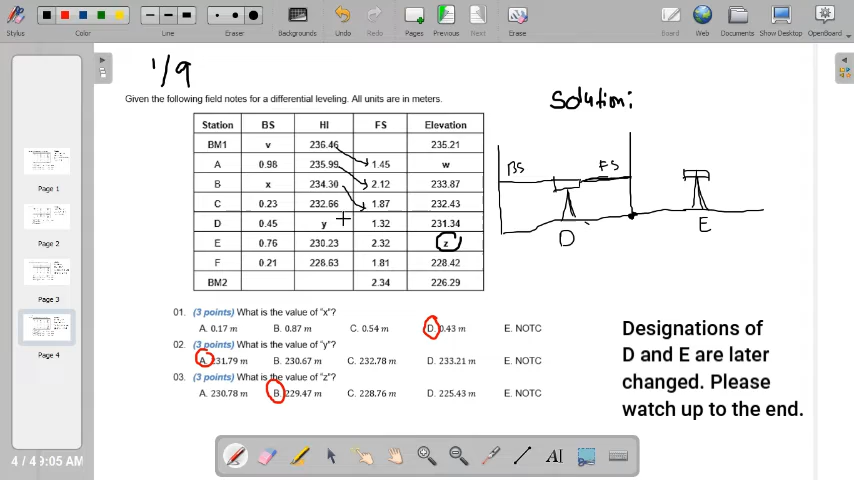 Stylus
Color
Line
Eraser
Backgrounds
Undo
Redo
Pages
Previous
Next
Erase
Board
Web
Documents
Show Desktop
OpenBoard
1/9
Given the following field notes for a differential leveling. All units are in meters.
Solution:
Station BS HI FS Elevation
BM1 v 236.46 235.21
A 0.98 235.99 1.45 w
B x 234.30 2.12 233.87
C 0.23 232.66 1.87 232.43
D 0.45 y 1.32 231.34
E 0.76 230.23 2.32 z
F 0.21 228.63 1.81 228.42
BM2 2.34 226.29
BS FS
D E
01. (3 points) What is the value of "x"?
A. 0.17 m B. 0.87 m C. 0.54 m D. 0.43 m E. NOTC
02. (3 points) What is the value of "y"?
A. 231.79 m B. 230.67 m C. 232.78 m D. 233.21 m E. NOTC
03. (3 points) What is the value of "z"?
A. 230.78 m B. 229.47 m C. 228.76 m D. 225.43 m E. NOTC
Designations of
D and E are later
changed. Please
watch up to the end.
Page 1
Page 2
Page 3
Page 4
4 / 4 9:05 AM
AI